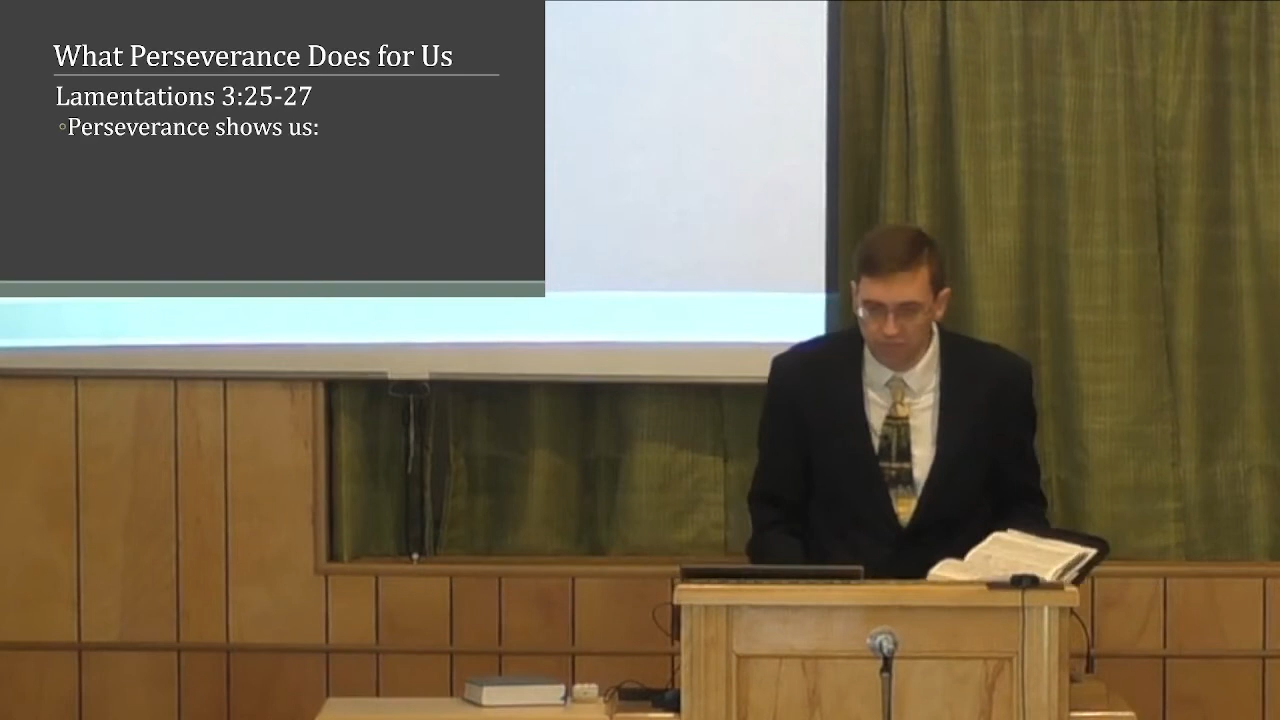 What Perseverance Does for Us
Lamentations 3:25-27
◦Perseverance shows us: